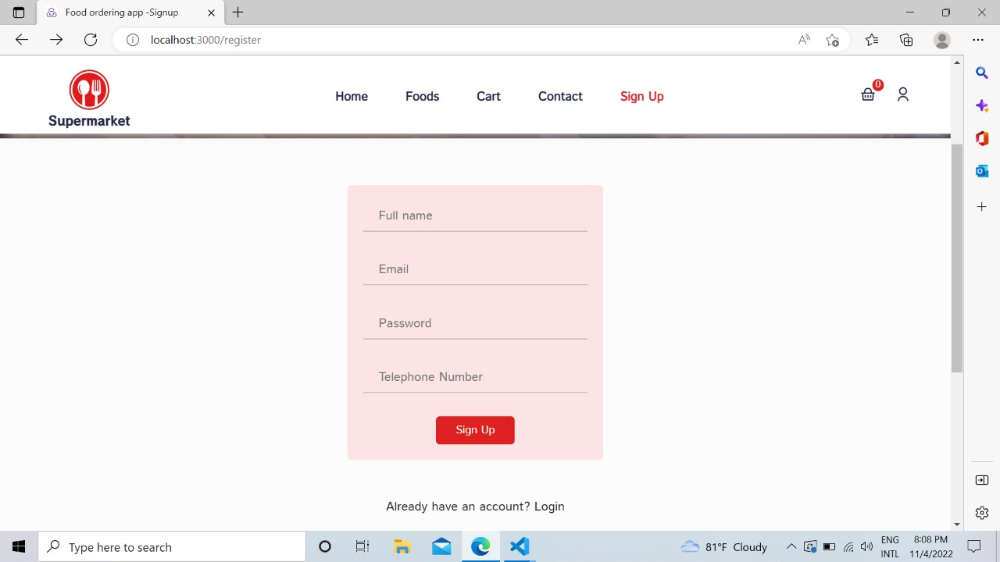 Food ordering app -Signup
localhost:3000/register
Supermarket
Home Foods Cart Contact Sign Up
0
Full name
Email
Password
Telephone Number
Sign Up
Already have an account? Login
Type here to search
81°F Cloudy
ENG
INTL
8:08 PM
11/4/2022